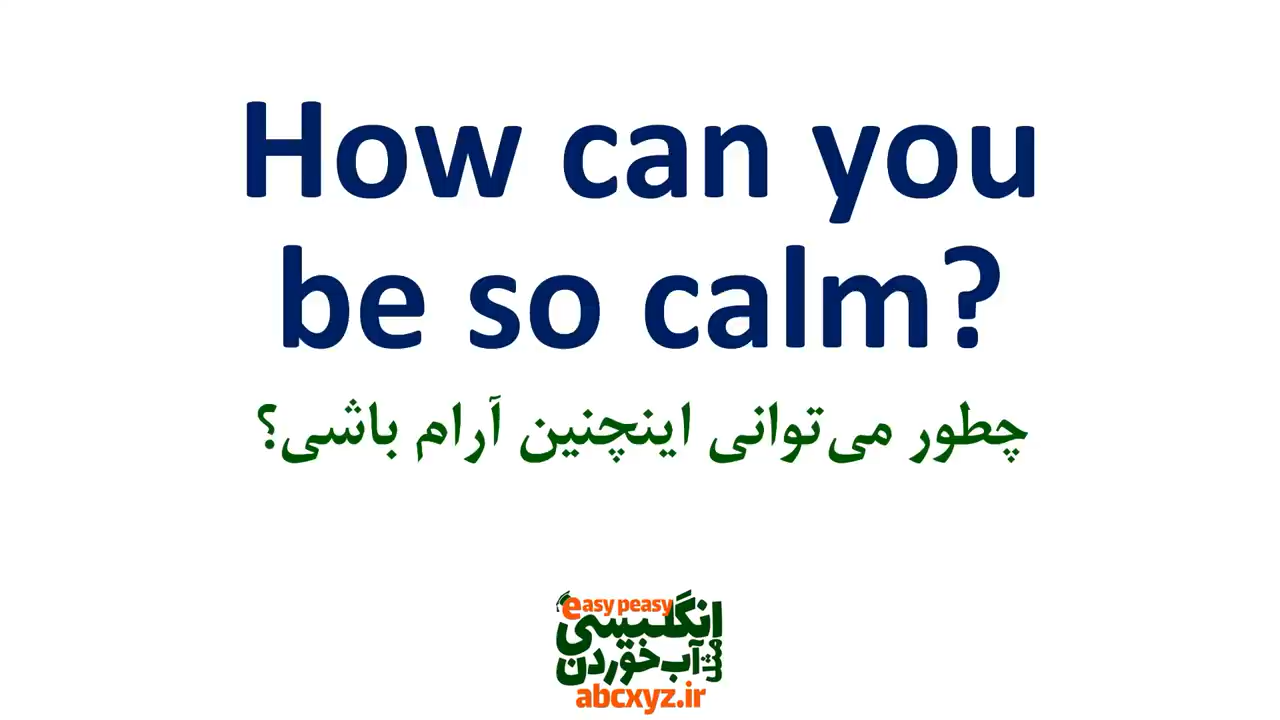 How can you
be so calm?
چطور می‌توانی اینچنین آرام باشی؟
easy peasy
انگلیسی
مثل آب خوردن
abcxyz.ir